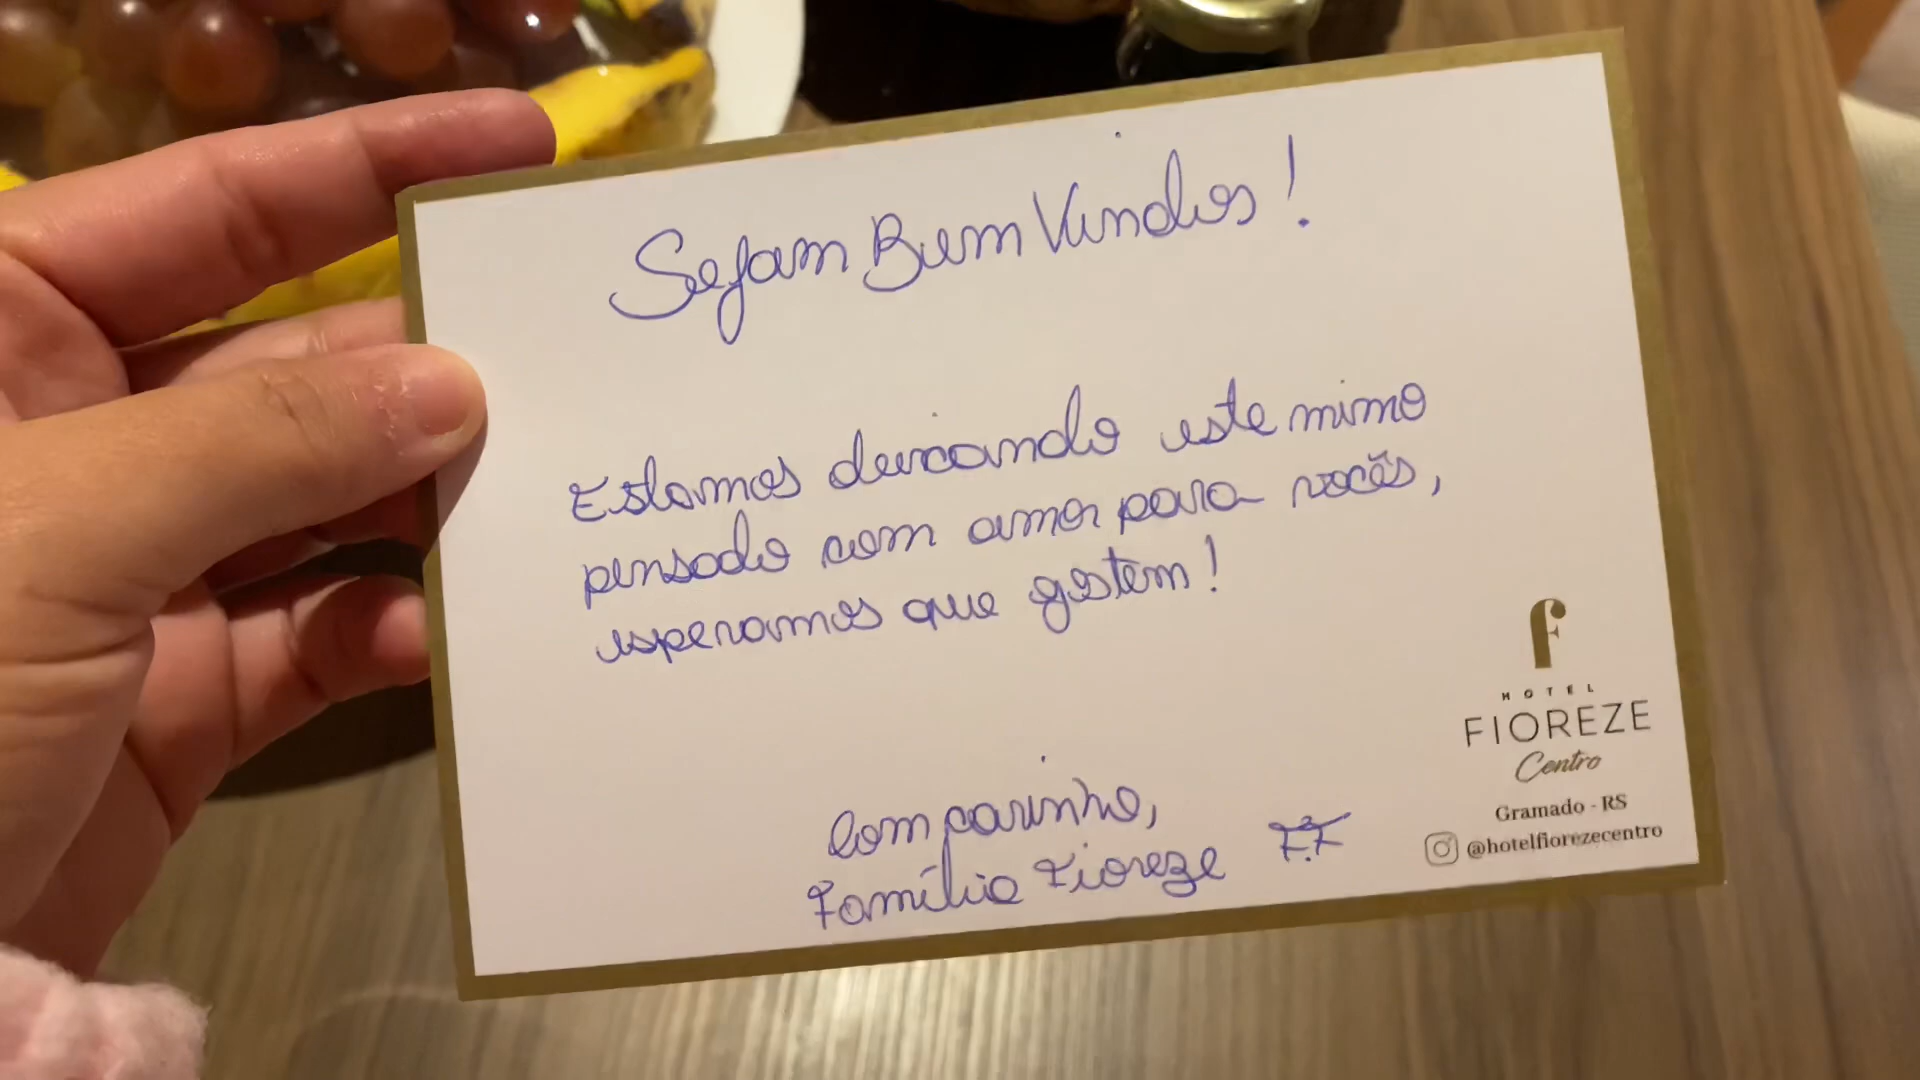 Sejam Bem Vindos!
Estamos deixando este mimo
pensado com amor para vocês,
esperamos que gostem!
Com carinho,
Família Fioreze F.F
f
HOTEL
FIOREZE
Centro
Gramado - RS
@hotelfiorezecentro